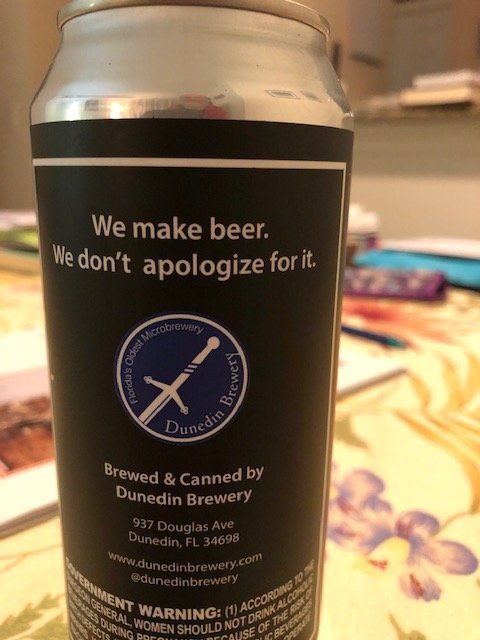 We make beer.
We don't apologize for it.
Florida's Oldest Microbrewery
Dunedin Brewery
Brewed & Canned by
Dunedin Brewery
937 Douglas Ave
Dunedin, FL 34698
www.dunedinbrewery.com
@dunedinbrewery
GOVERNMENT WARNING: (1) ACCORDING TO THE
GENERAL, WOMEN SHOULD NOT DRINK ALCOHOLIC
DURING BECAUSE OF THE RISK OF